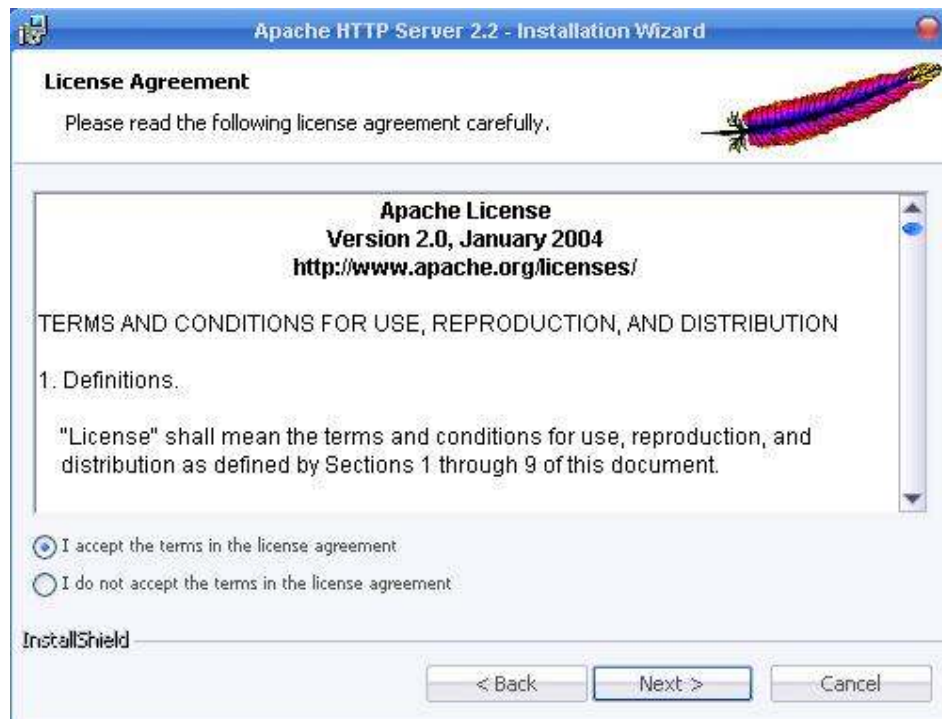 Apache HTTP Server 2.2 - Installation Wizard
License Agreement
Please read the following license agreement carefully.
Apache License
Version 2.0, January 2004
http://www.apache.org/licenses/
TERMS AND CONDITIONS FOR USE, REPRODUCTION, AND DISTRIBUTION
1. Definitions.
"License" shall mean the terms and conditions for use, reproduction, and
distribution as defined by Sections 1 through 9 of this document.
I accept the terms in the license agreement
I do not accept the terms in the license agreement
InstallShield
< Back Next > Cancel